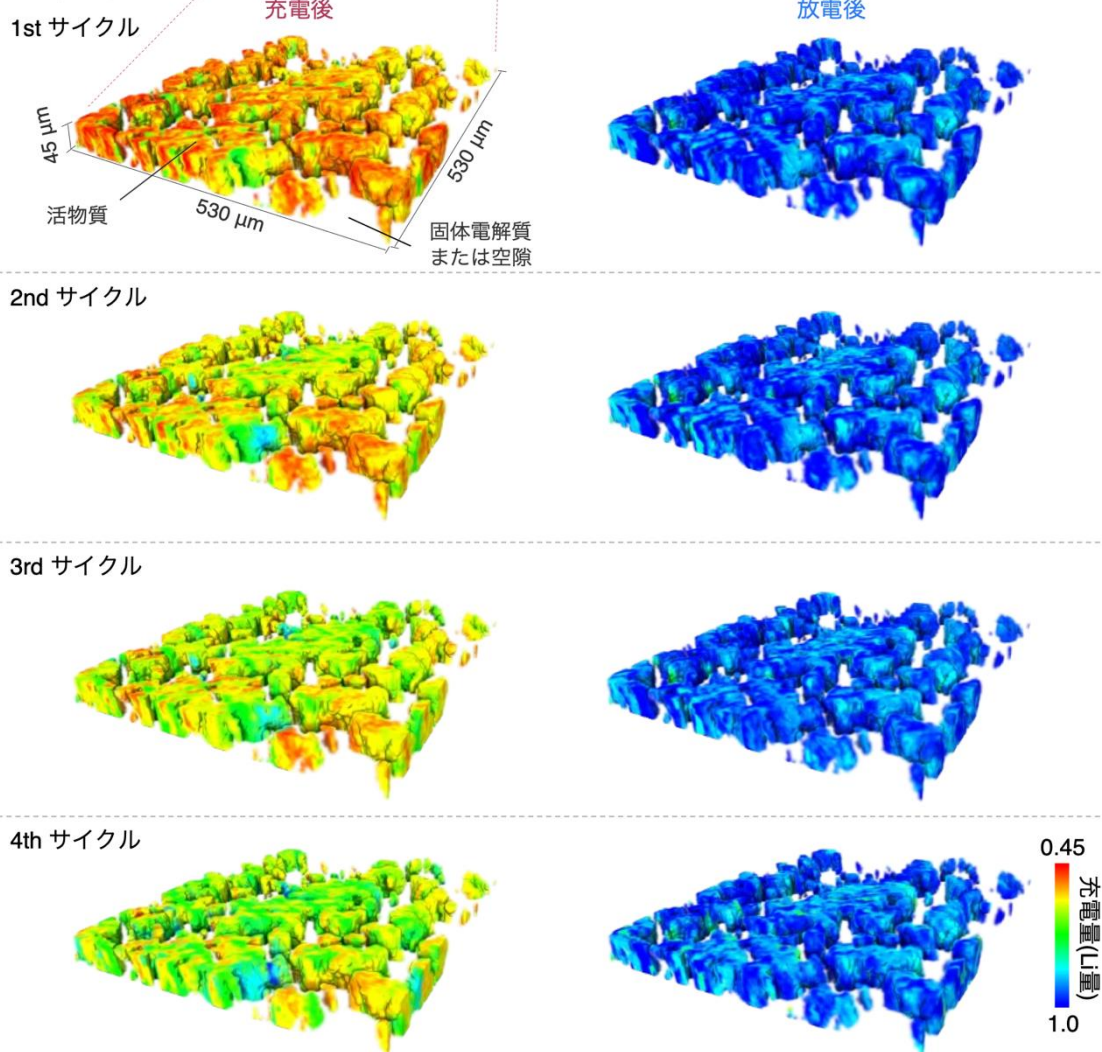 充電後
放電後
1st サイクル
45 µm
530 µm
530 µm
活物質
固体電解質
または空隙
2nd サイクル
3rd サイクル
4th サイクル
0.45
充電量(Li量)
1.0